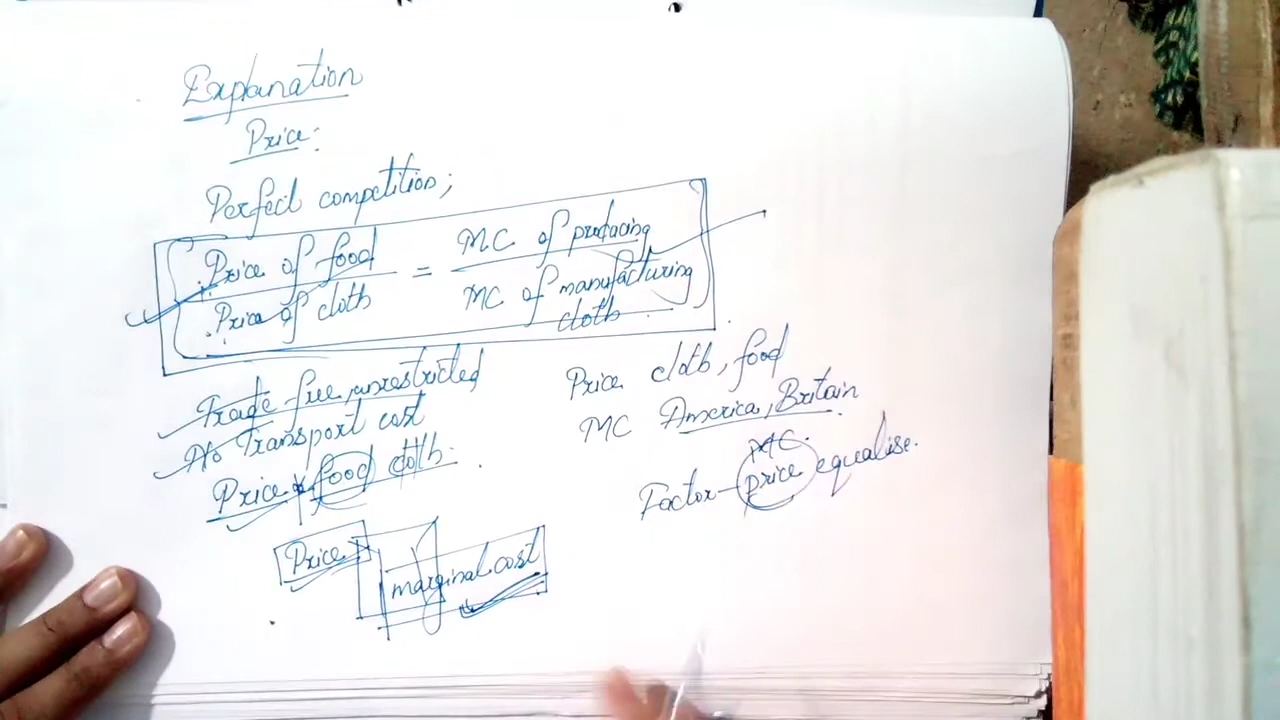 Explanation
Price:
Perfect competition;
Price of food
Price of cloth
=
MC of producing
MC of manufacturing
cloth
Trade free, unrestricted
No Transport cost
Price food cloth
Price
marginal cost
Price cloth, food
MC America, Britain
MC
Factor-price equalise.